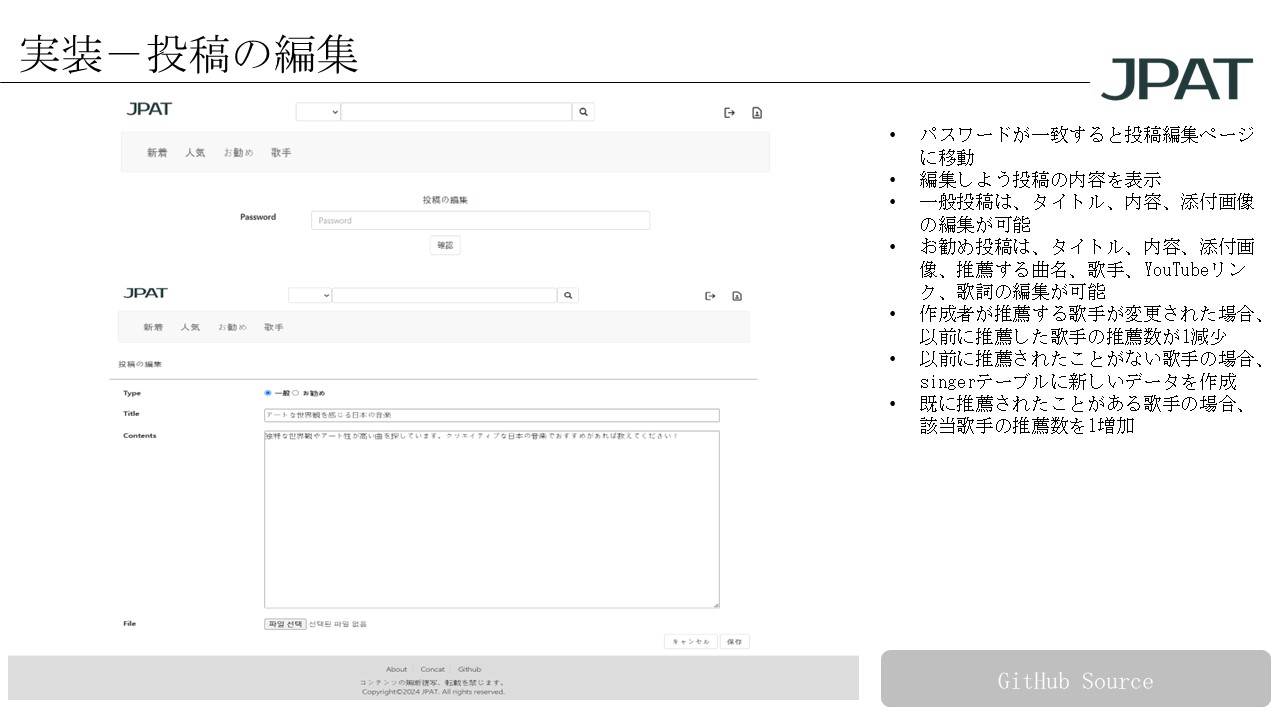 実装－投稿の編集
JPAT
JPAT
新着 人気 お勧め 歌手
投稿の編集
Password Password
確認
JPAT
新着 人気 お勧め 歌手
投稿の編集
Type 一般 お勧め
Title アートな世界観を感じる日本の音楽
Contents 独特な世界観やアート性が高い曲を探しています。クリエイティブな日本の音楽でおすすめがあれば教えてください！
File 파일 선택 선택된 파일 없음
キャンセル 保存
About Concat Github
コンテンツの無断複写、転載を禁じます。
Copyright©2024 JPAT. All rights reserved.
• パスワードが一致すると投稿編集ページ
に移動
• 編集しよう投稿の内容を表示
• 一般投稿は、タイトル、内容、添付画像
の編集が可能
• お勧め投稿は、タイトル、内容、添付画
像、推薦する曲名、歌手、YouTubeリン
ク、歌詞の編集が可能
• 作成者が推薦する歌手が変更された場合、
以前に推薦した歌手の推薦数が1減少
• 以前に推薦されたことがない歌手の場合、
singerテーブルに新しいデータを作成
• 既に推薦されたことがある歌手の場合、
該当歌手の推薦数を1増加
GitHub Source